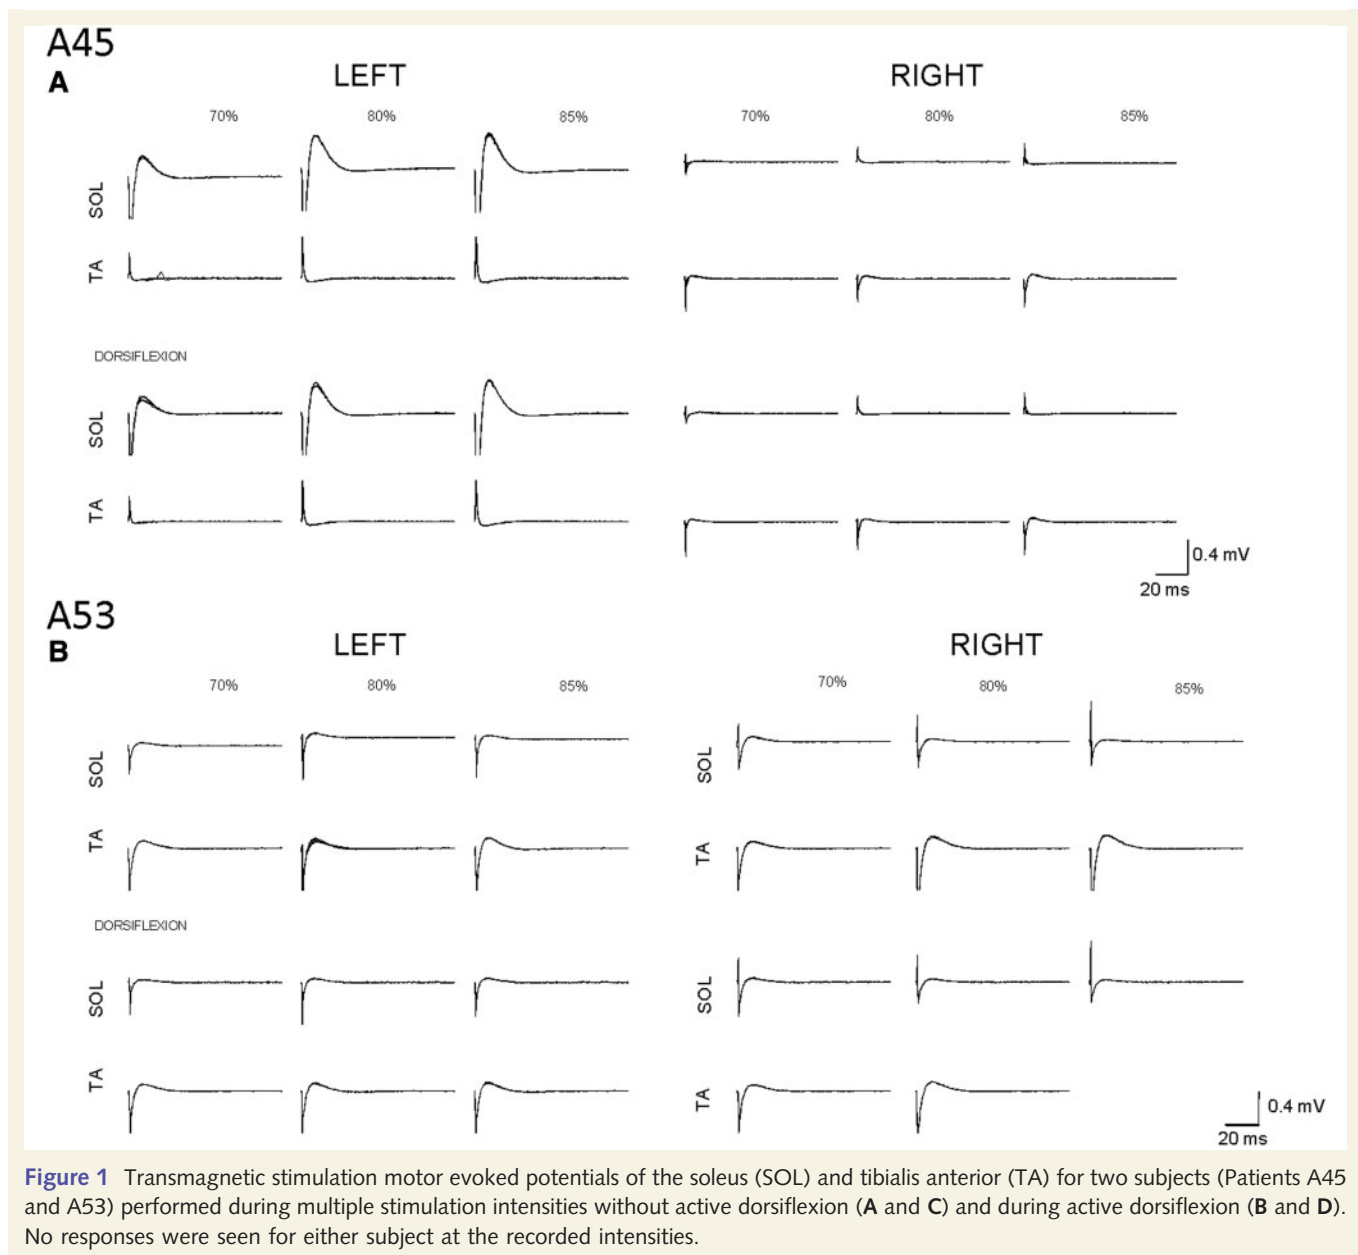 A45
A
LEFT
RIGHT
70%
80%
85%
70%
80%
85%
SOL
TA
DORSIFLEXION
SOL
TA
0.4 mV
20 ms
A53
B
LEFT
RIGHT
70%
80%
85%
70%
80%
85%
SOL
SOL
TA
TA
DORSIFLEXION
SOL
SOL
TA
TA
0.4 mV
20 ms
Figure 1 Transmagnetic stimulation motor evoked potentials of the soleus (SOL) and tibialis anterior (TA) for two subjects (Patients A45
and A53) performed during multiple stimulation intensities without active dorsiflexion (A and C) and during active dorsiflexion (B and D).
No responses were seen for either subject at the recorded intensities.